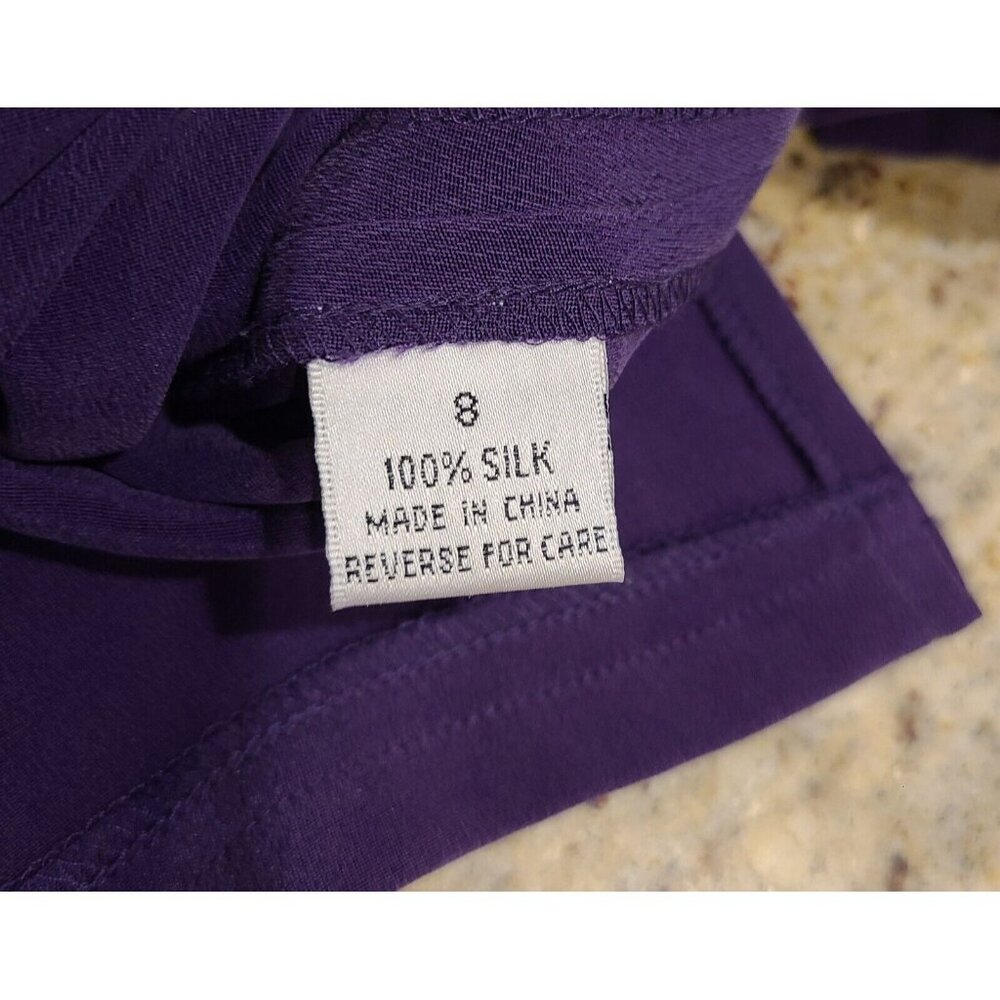 8
100% SILK
MADE IN CHINA
REVERSE FOR CARE